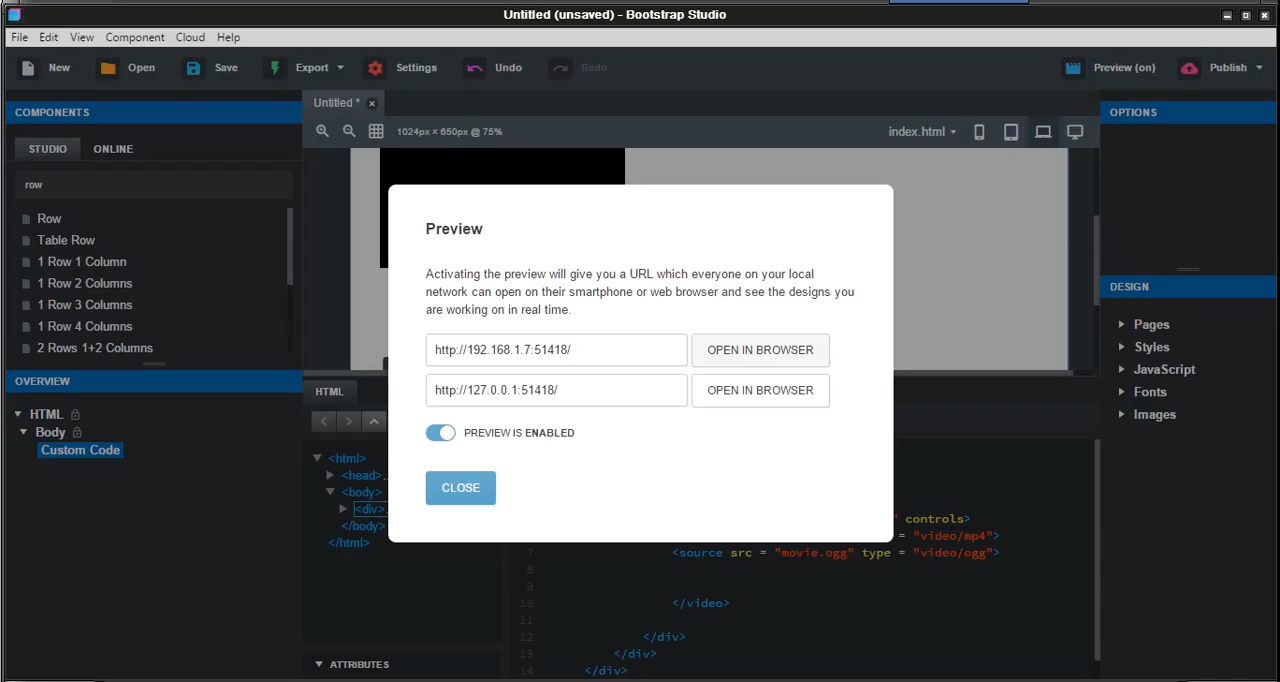 Untitled (unsaved) - Bootstrap Studio
File Edit View Component Cloud Help
New Open Save Export Settings Undo Redo Preview (on) Publish
COMPONENTS
STUDIO ONLINE
row
Row
Table Row
1 Row 1 Column
1 Row 2 Columns
1 Row 3 Columns
1 Row 4 Columns
2 Rows 1+2 Columns
OVERVIEW
HTML
Body
Custom Code
Untitled *
1024px × 650px @ 75%
index.html
Preview
Activating the preview will give you a URL which everyone on your local
network can open on their smartphone or web browser and see the designs you
are working on in real time.
http://192.168.1.7:51418/ OPEN IN BROWSER
http://127.0.0.1:51418/ OPEN IN BROWSER
PREVIEW IS ENABLED
CLOSE
HTML
<html>
<head>..
<body>
<div>..
</body>
</html>
ATTRIBUTES
" controls>
= "video/mp4">
7 <source src = "movie.ogg" type = "video/ogg">
8
9
10 </video>
11
12 </div>
13 </div>
14 </div>
OPTIONS
DESIGN
Pages
Styles
JavaScript
Fonts
Images